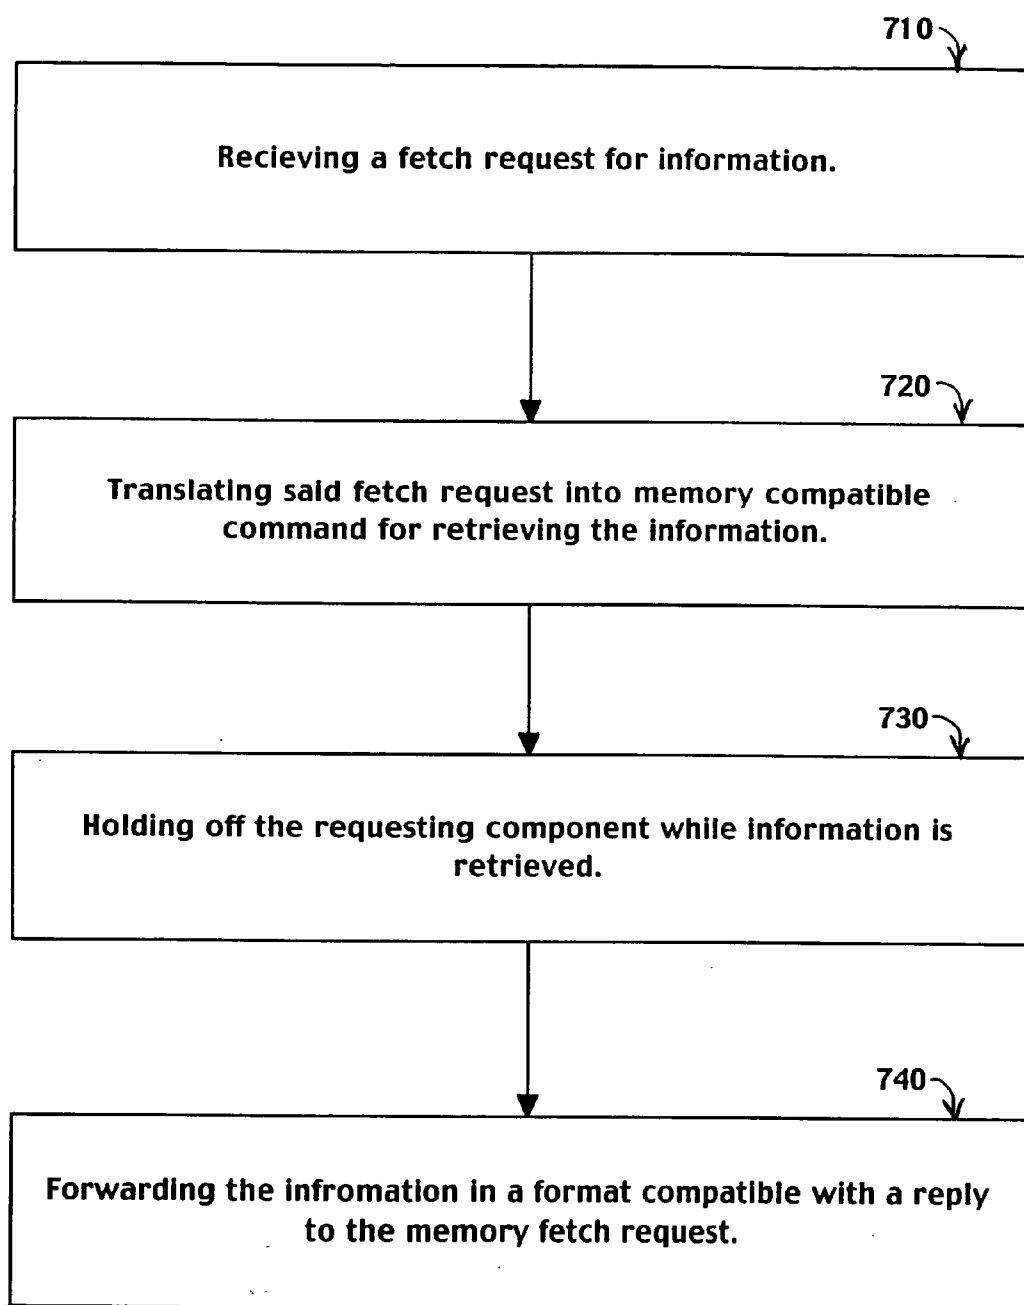 710
Recieving a fetch request for information.
720
Translating said fetch request into memory compatible
command for retrieving the information.
730
Holding off the requesting component while information is
retrieved.
740
Forwarding the infromation in a format compatible with a reply
to the memory fetch request.